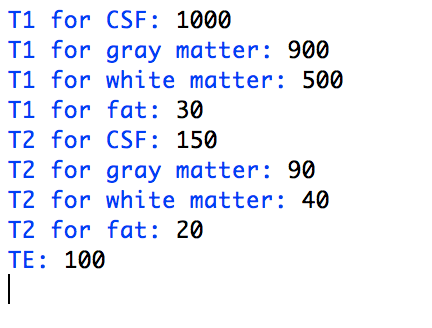 T1 for CSF: 1000
T1 for gray matter: 900
T1 for white matter: 500
T1 for fat: 30
T2 for CSF: 150
T2 for gray matter: 90
T2 for white matter: 40
T2 for fat: 20
TE: 100